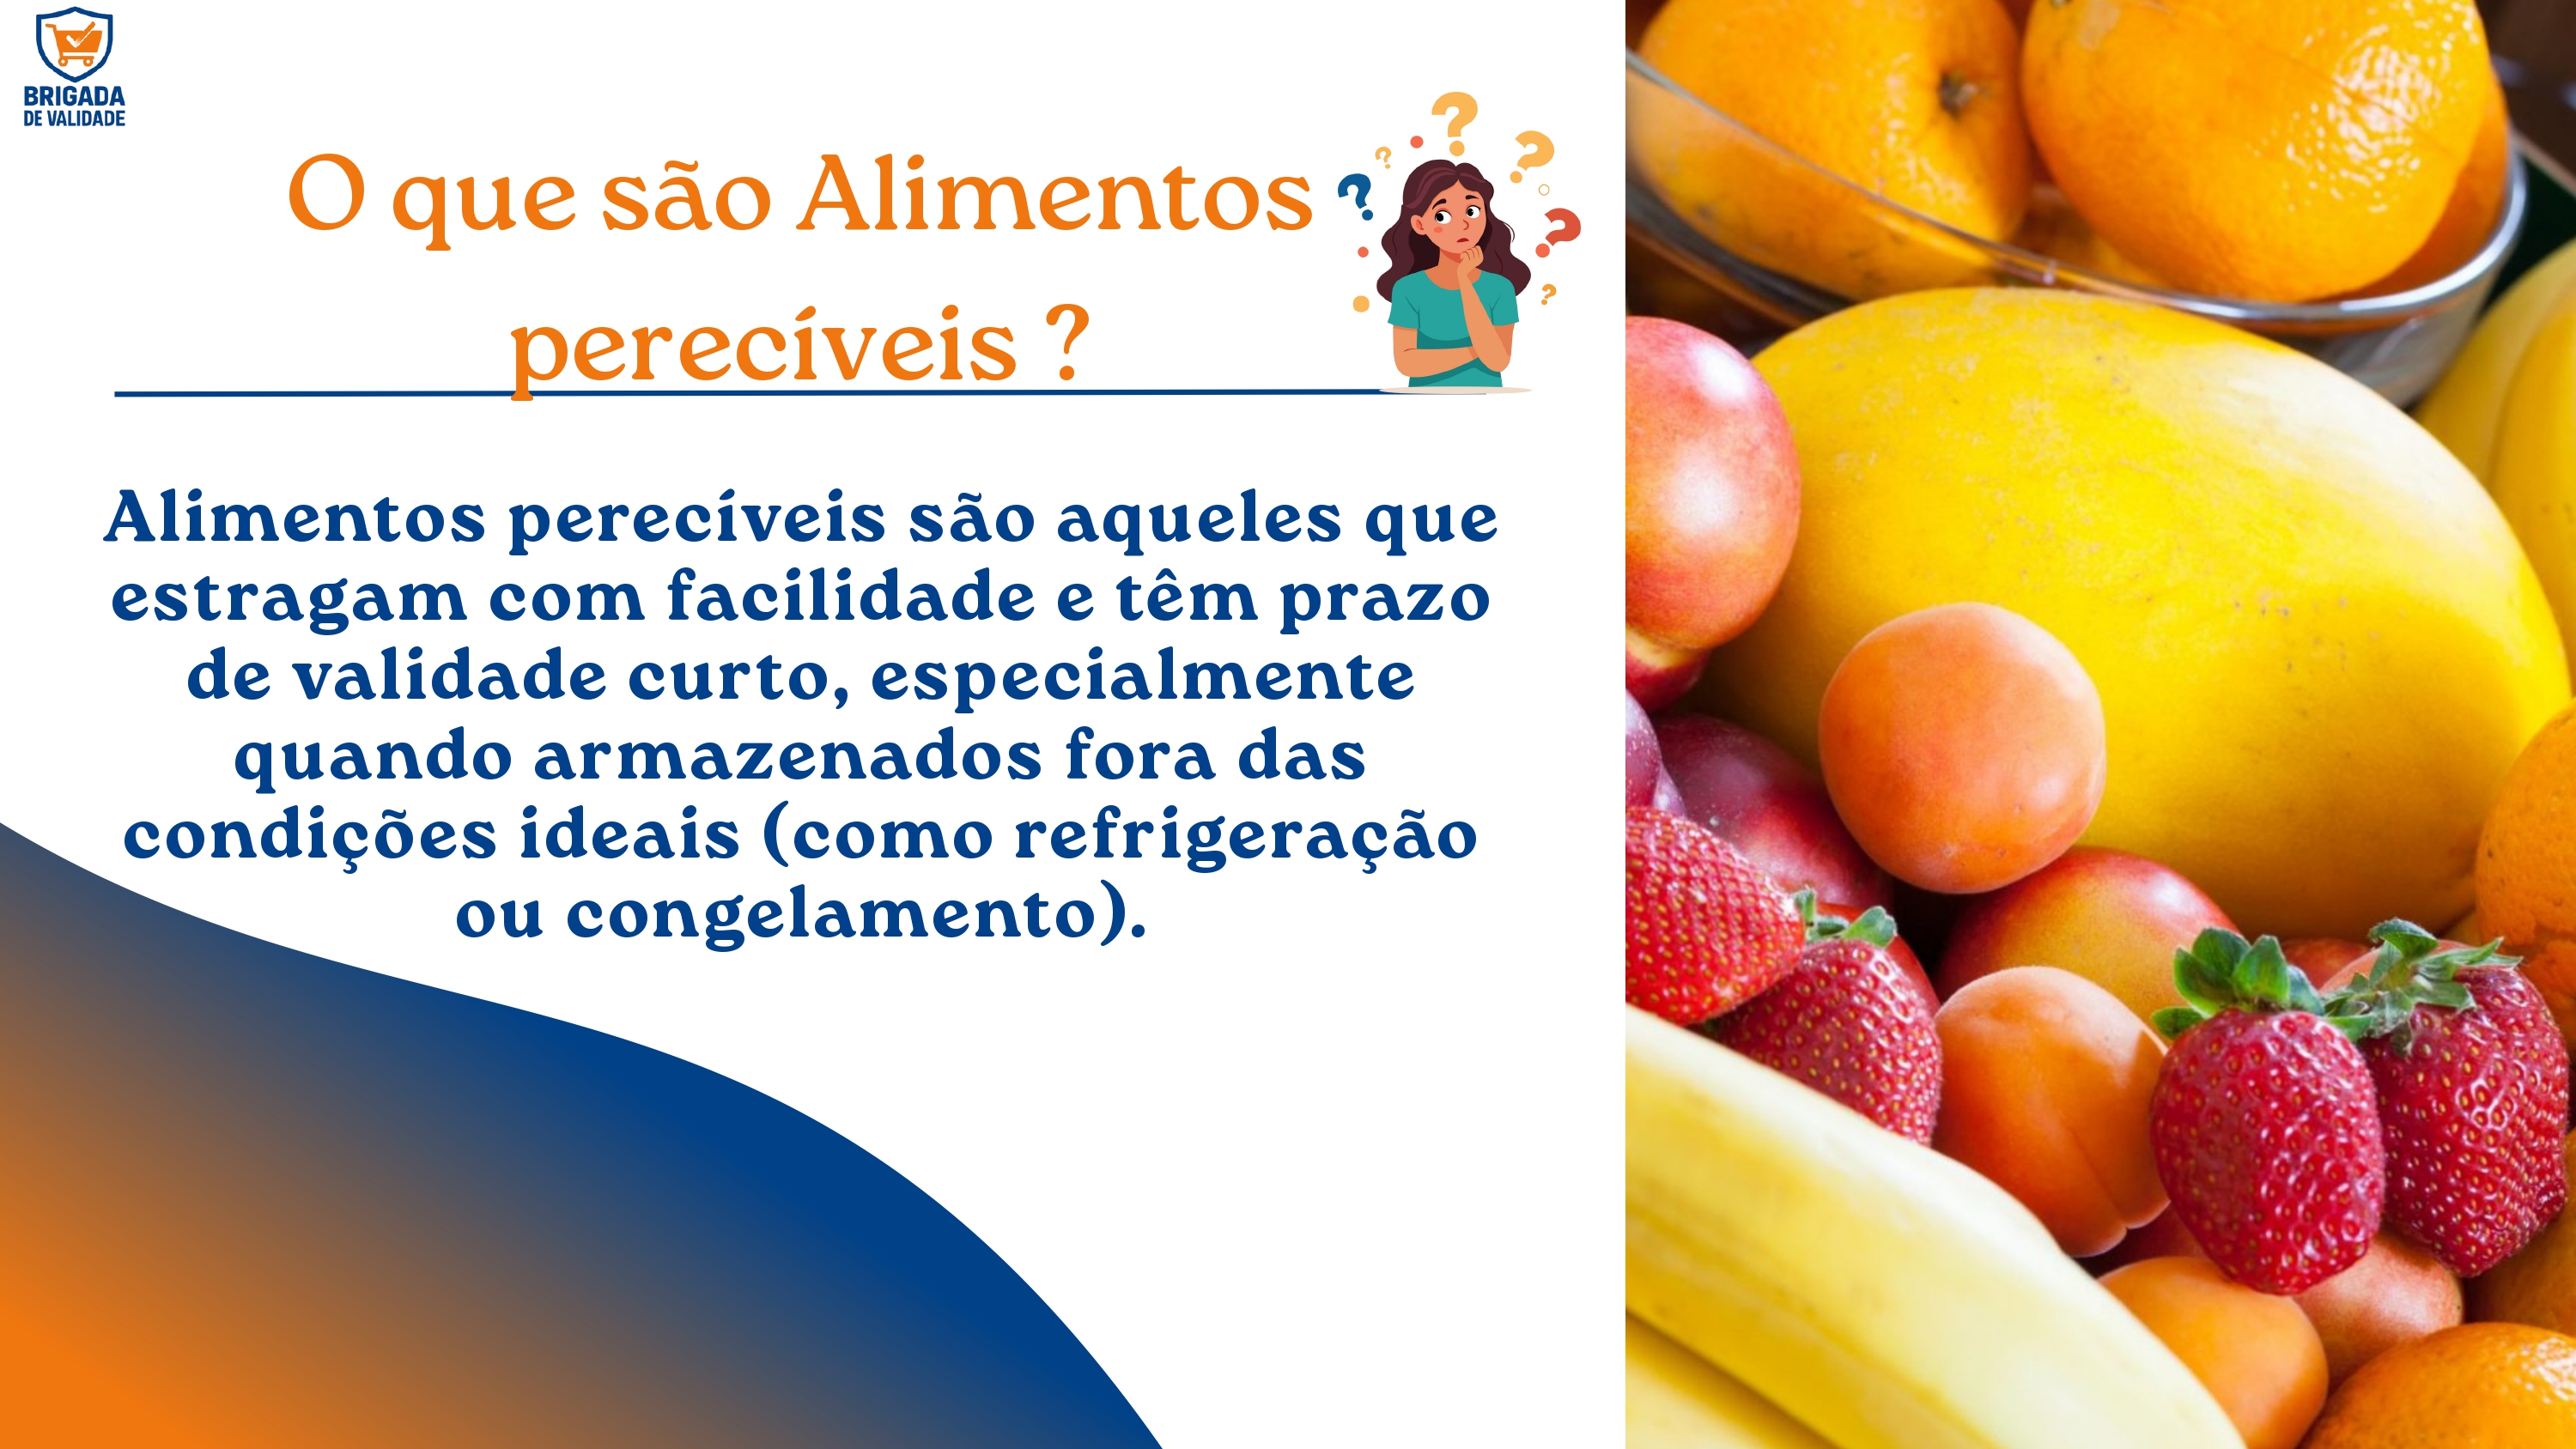 BRIGADA
DE VALIDADE
O que são Alimentos
perecíveis ?
Alimentos perecíveis são aqueles que
estragam com facilidade e têm prazo
de validade curto, especialmente
quando armazenados fora das
condições ideais (como refrigeração
ou congelamento).